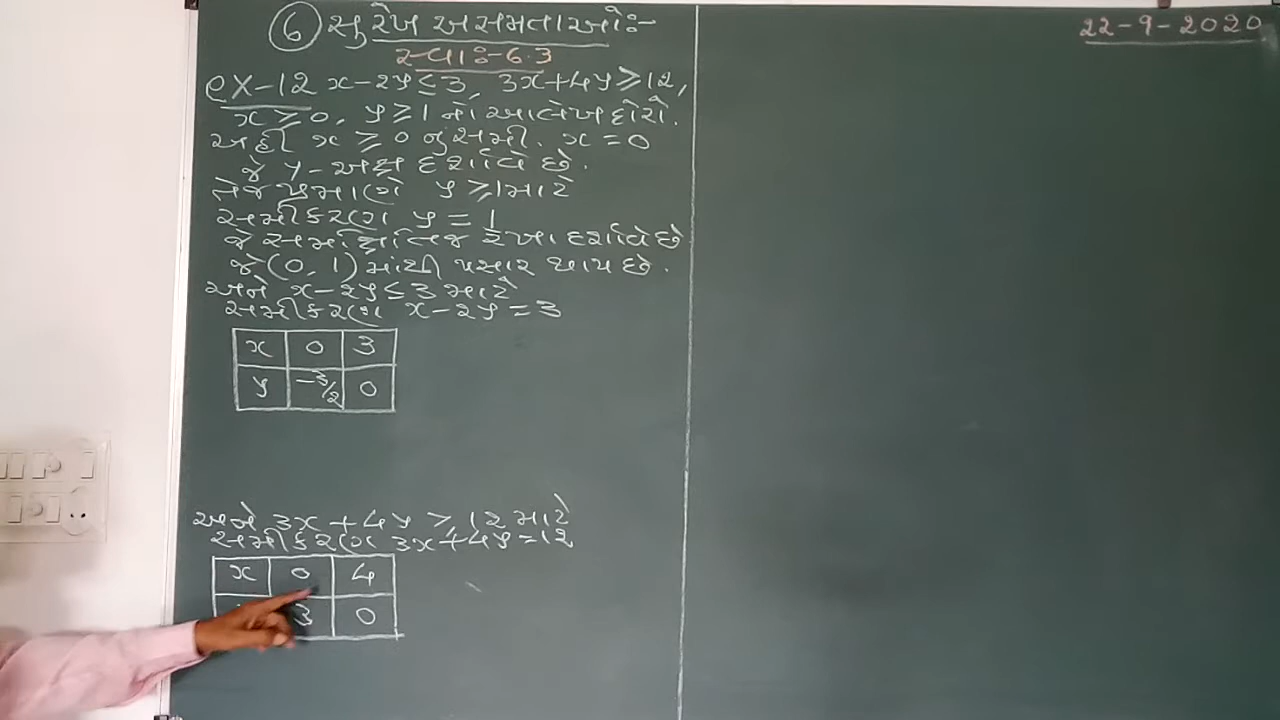 ⑥ સુરેખ અસમતાઓઃ-
22-9-2020
સ્વાઃ-6.3
ex-12 x-2y≤3, 3x+4y≥12,
x≥0, y≥1 નો આલેખ દોરો.
અહીં x≥0 નું સમી. x=0
જે y-અક્ષ દર્શાવે છે.
તેજ પ્રમાણે y≥1 માટે
સમીકરણ y=1
જે સમક્ષિતિજ રેખા દર્શાવે છે
જે (0, 1) માંથી પસાર થાય છે.
અને x-2y≤3 માટે
સમીકરણ x-2y=3
x 0 3
y -3/2 0
અને 3x+4y≥12 માટે
સમીકરણ 3x+4y=12
x 0 4
3 0